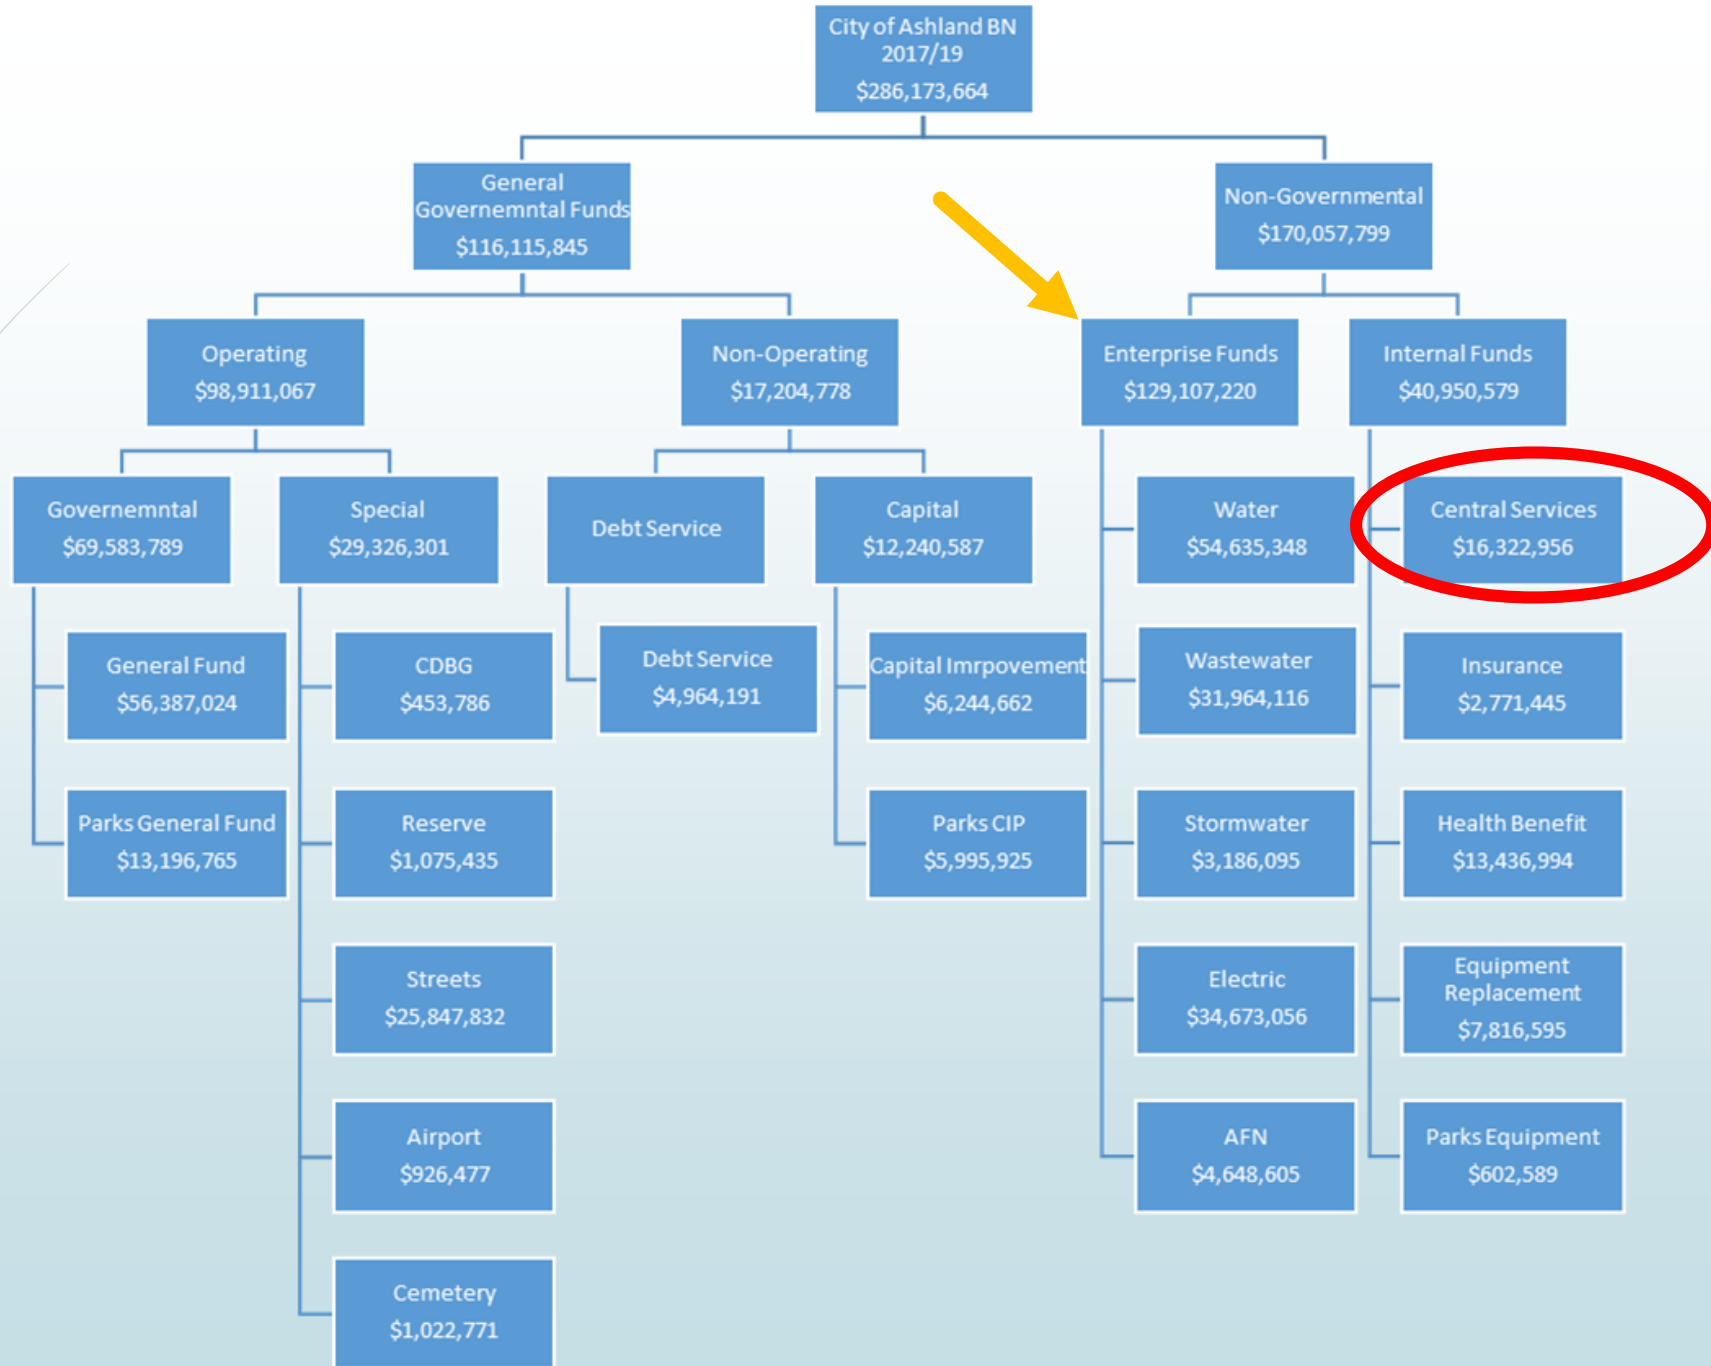 City of Ashland BN
2017/19
$286,173,664
General
Governemntal Funds
$116,115,845
Non-Governmental
$170,057,799
Operating
$98,911,067
Non-Operating
$17,204,778
Enterprise Funds
$129,107,220
Internal Funds
$40,950,579
Governemntal
$69,583,789
Special
$29,326,301
Debt Service
Capital
$12,240,587
Water
$54,635,348
Central Services
$16,322,956
General Fund
$56,387,024
CDBG
$453,786
Debt Service
$4,964,191
Capital Imrpovement
$6,244,662
Wastewater
$31,964,116
Insurance
$2,771,445
Parks General Fund
$13,196,765
Reserve
$1,075,435
Parks CIP
$5,995,925
Stormwater
$3,186,095
Health Benefit
$13,436,994
Streets
$25,847,832
Electric
$34,673,056
Equipment
Replacement
$7,816,595
Airport
$926,477
AFN
$4,648,605
Parks Equipment
$602,589
Cemetery
$1,022,771